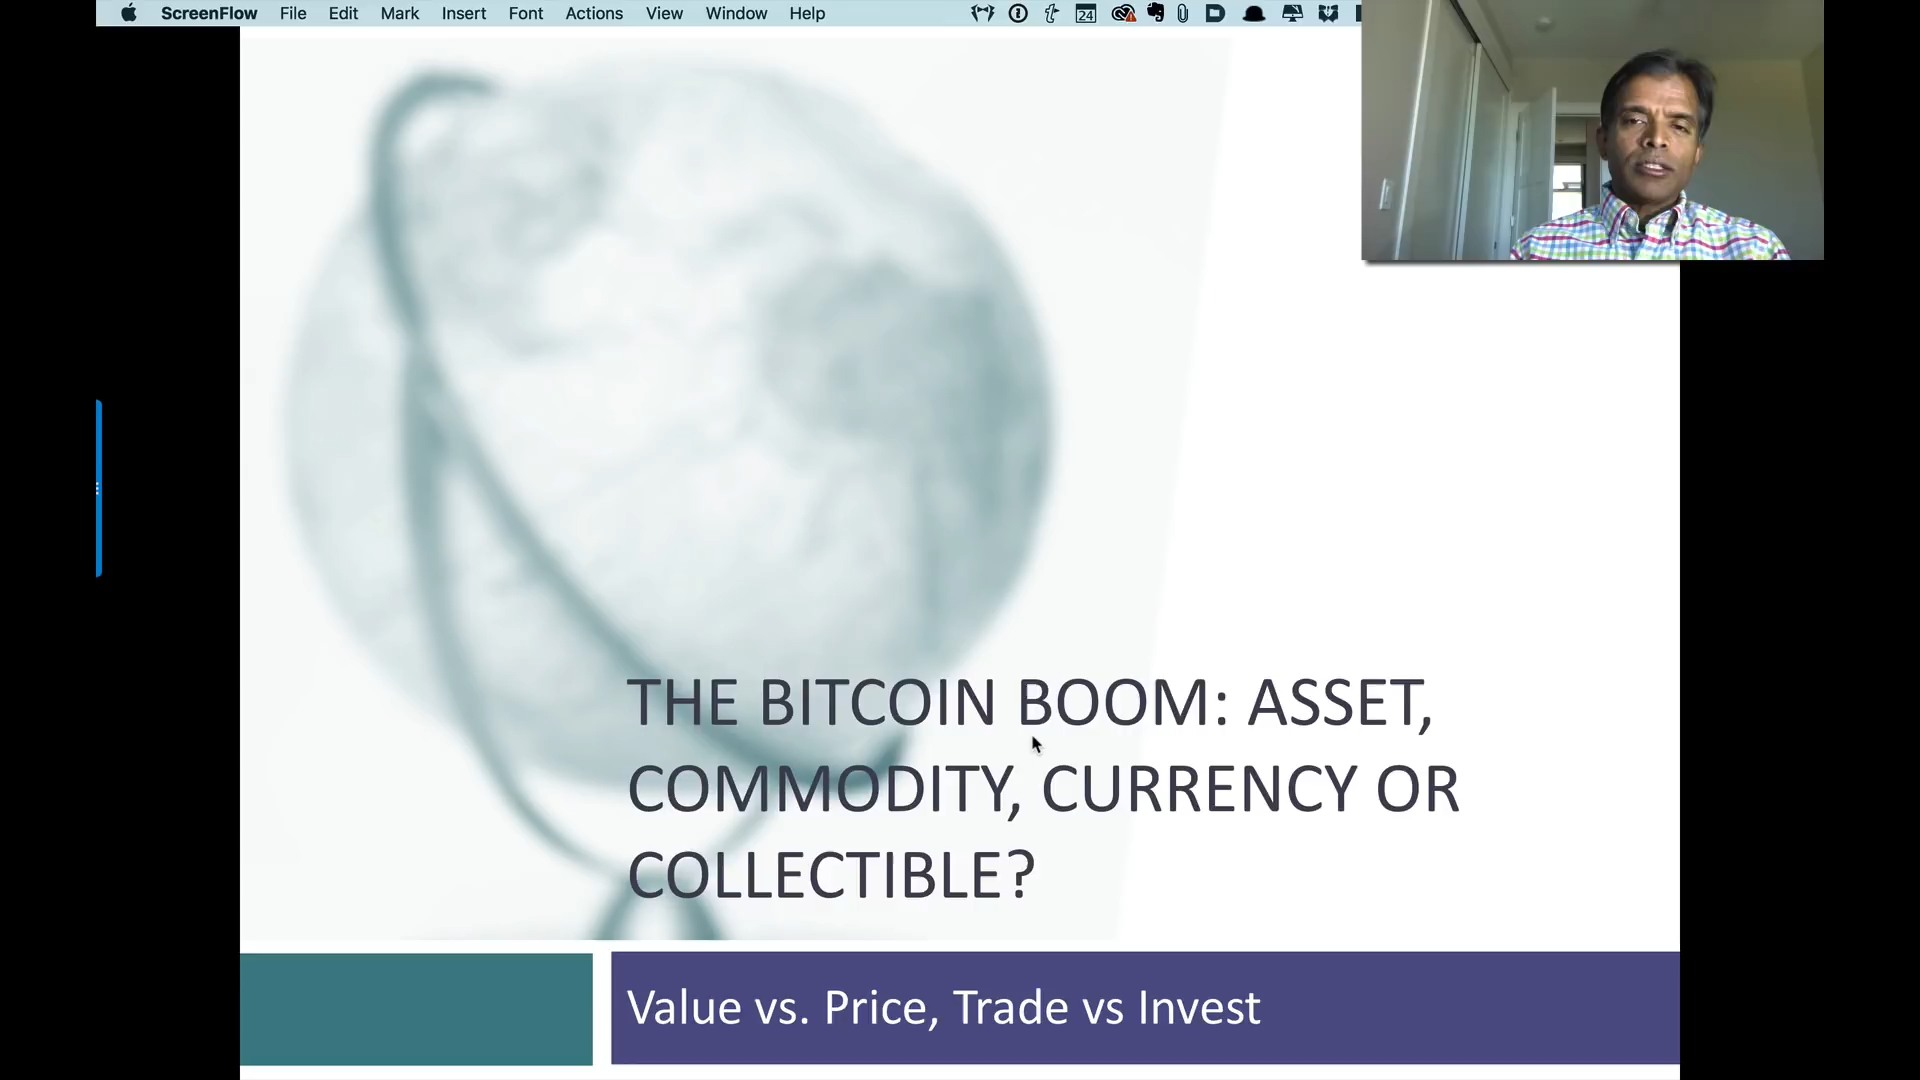 ScreenFlow File Edit Mark Insert Font Actions View Window Help 24
THE BITCOIN BOOM: ASSET,
COMMODITY, CURRENCY OR
COLLECTIBLE?
Value vs. Price, Trade vs Invest